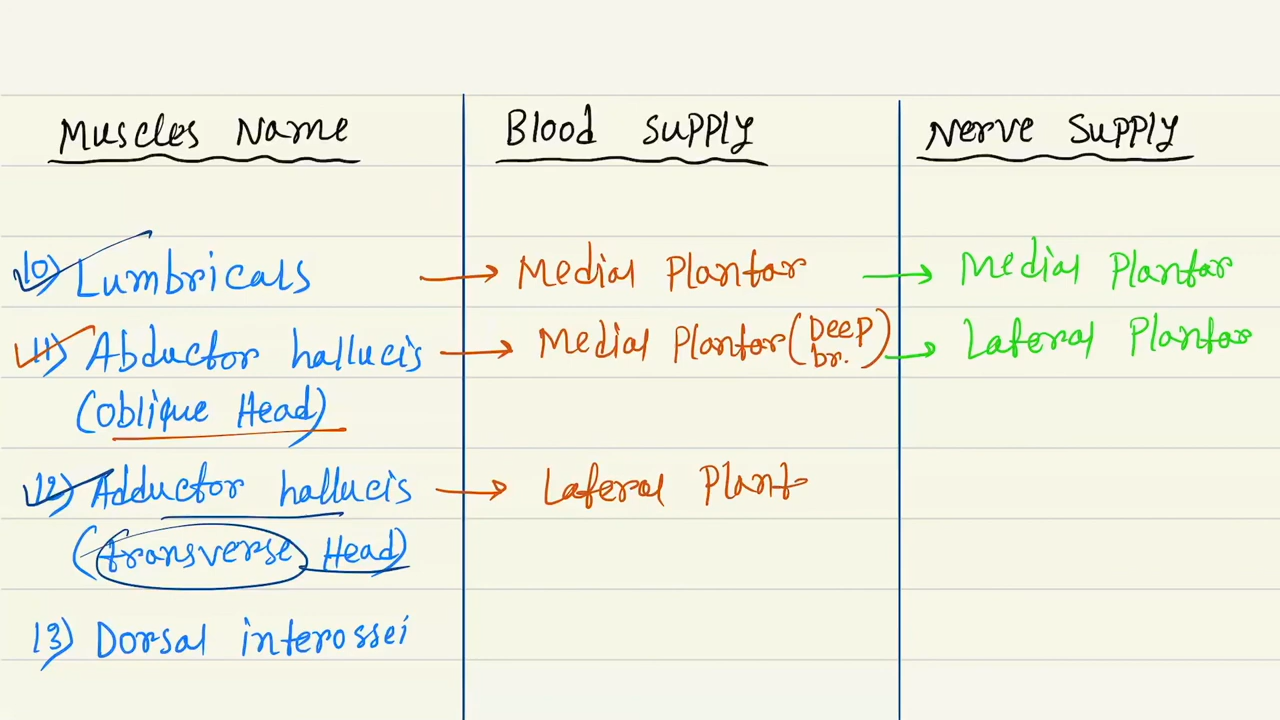 Muscles Name Blood supply Nerve supply
10) Lumbricals → Medial Plantar → Medial Plantar
11) Abductor hallucis → Medial Plantar (Deep br.) → Lateral Plantar
(oblique Head)
12) Adductor hallucis → Lateral Plant
(transverse Head)
13) Dorsal interossei